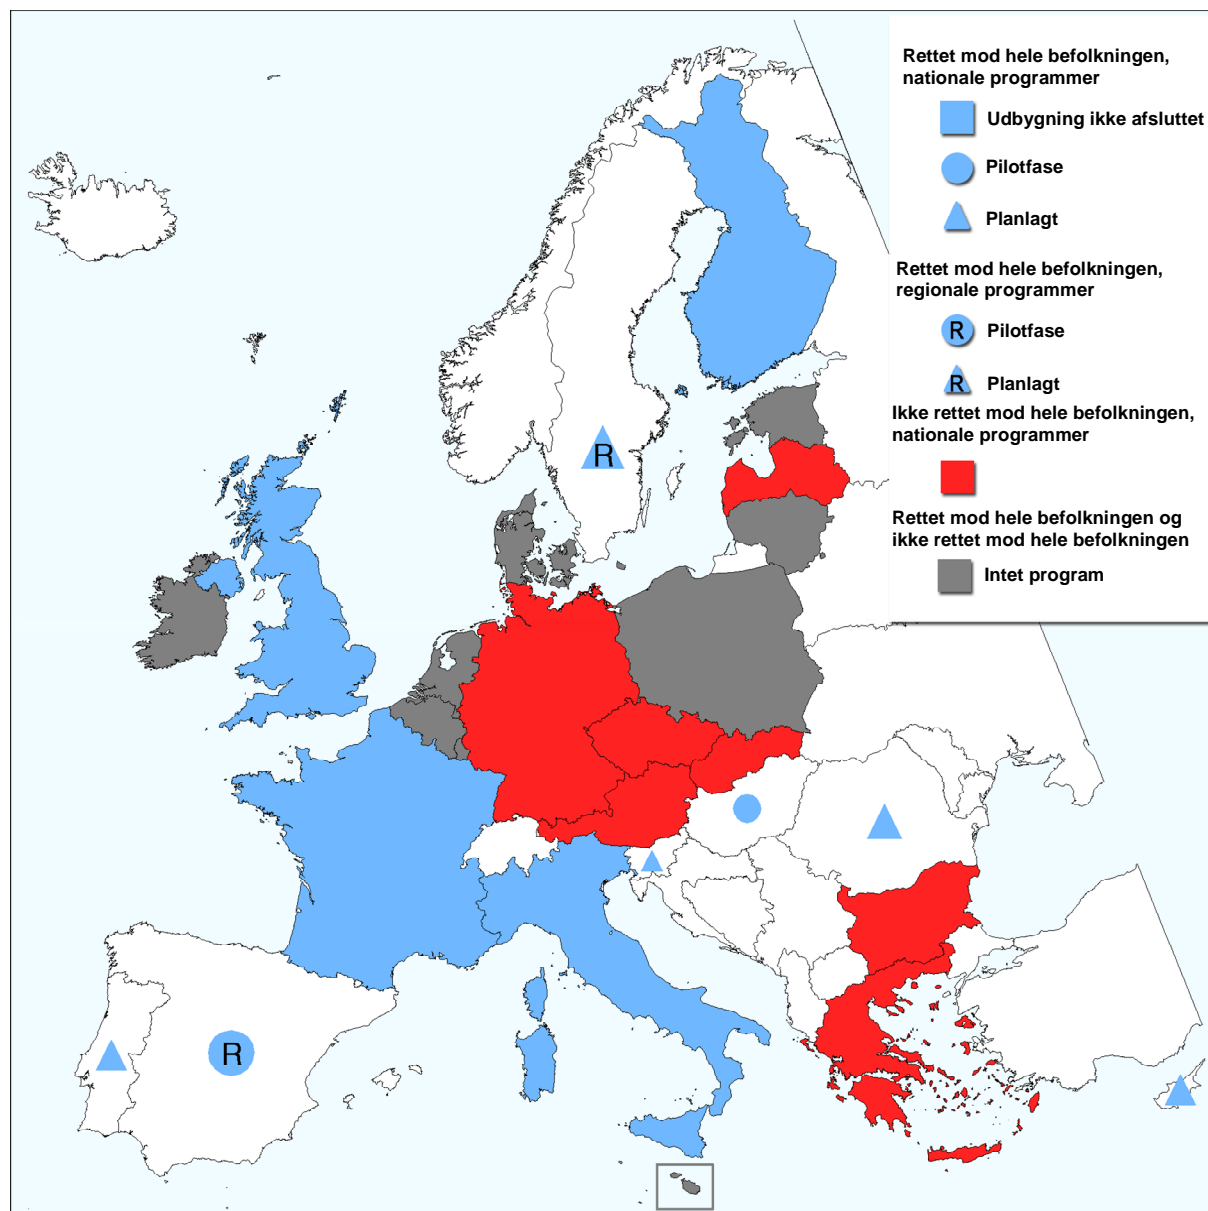 Rettet mod hele befolkningen,
nationale programmer
Udbygning ikke afsluttet
Pilotfase
Planlagt
Rettet mod hele befolkningen,
regionale programmer
R Pilotfase
R Planlagt
Ikke rettet mod hele befolkningen,
nationale programmer
Rettet mod hele befolkningen og
ikke rettet mod hele befolkningen
Intet program
R
R